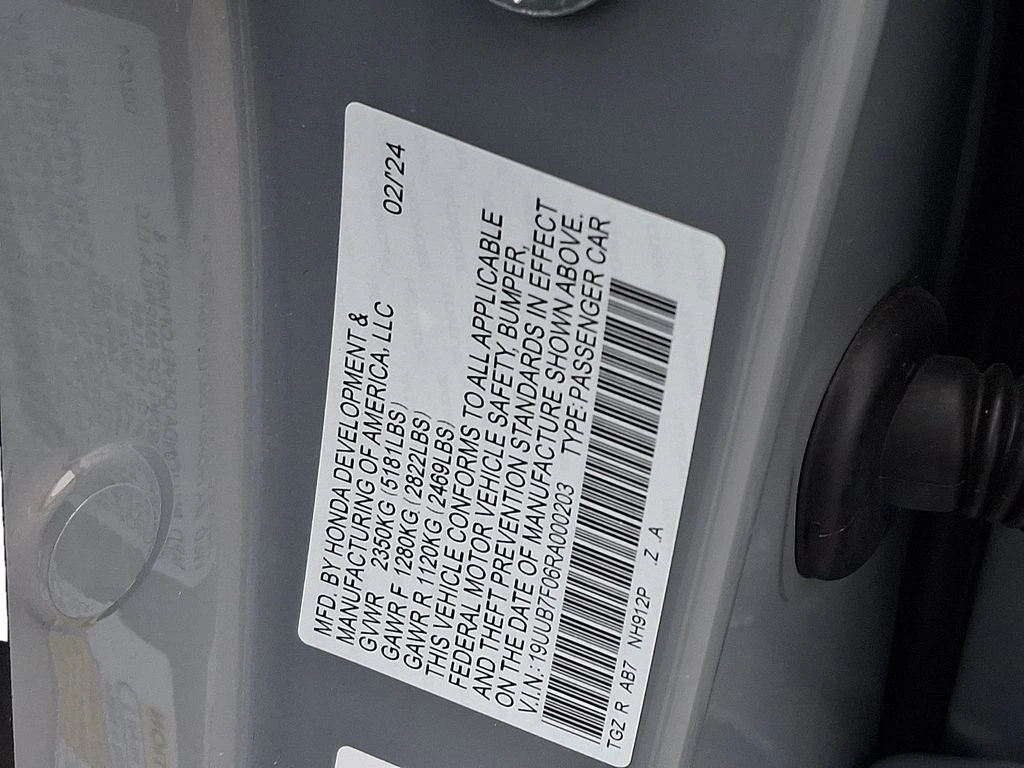 MFD. BY HONDA DEVELOPMENT &
MANUFACTURING OF AMERICA, LLC 02/'24
GVWR 2350KG (5181LBS)
GAWR F 1280KG (2822LBS)
GAWR R 1120KG (2469LBS)
THIS VEHICLE CONFORMS TO ALL APPLICABLE
FEDERAL MOTOR VEHICLE SAFETY, BUMPER,
AND THEFT PREVENTION STANDARDS IN EFFECT
ON THE DATE OF MANUFACTURE SHOWN ABOVE.
V.I.N: 19UUB7F06RA000203 TYPE:PASSENGER CAR
TGZ R AB7 NH912P Z A